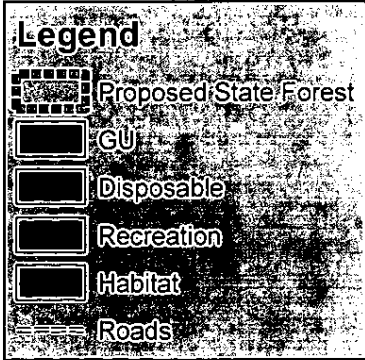 Legend
Proposed State Forest
GU
Disposable
Recreation
Habitat
Roads